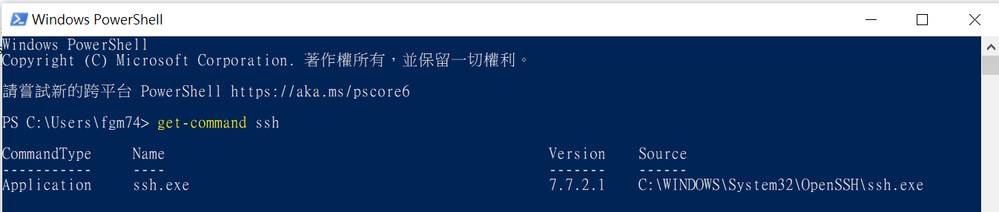 Windows PowerShell
Windows PowerShell
Copyright (C) Microsoft Corporation. 著作權所有，並保留一切權利。
請嘗試新的跨平台 PowerShell https://aka.ms/pscore6
PS C:\Users\fgm74> get-command ssh
CommandType     Name                                               Version    Source
-----------     ----                                               -------    ------
Application     ssh.exe                                            7.7.2.1    C:\WINDOWS\System32\OpenSSH\ssh.exe